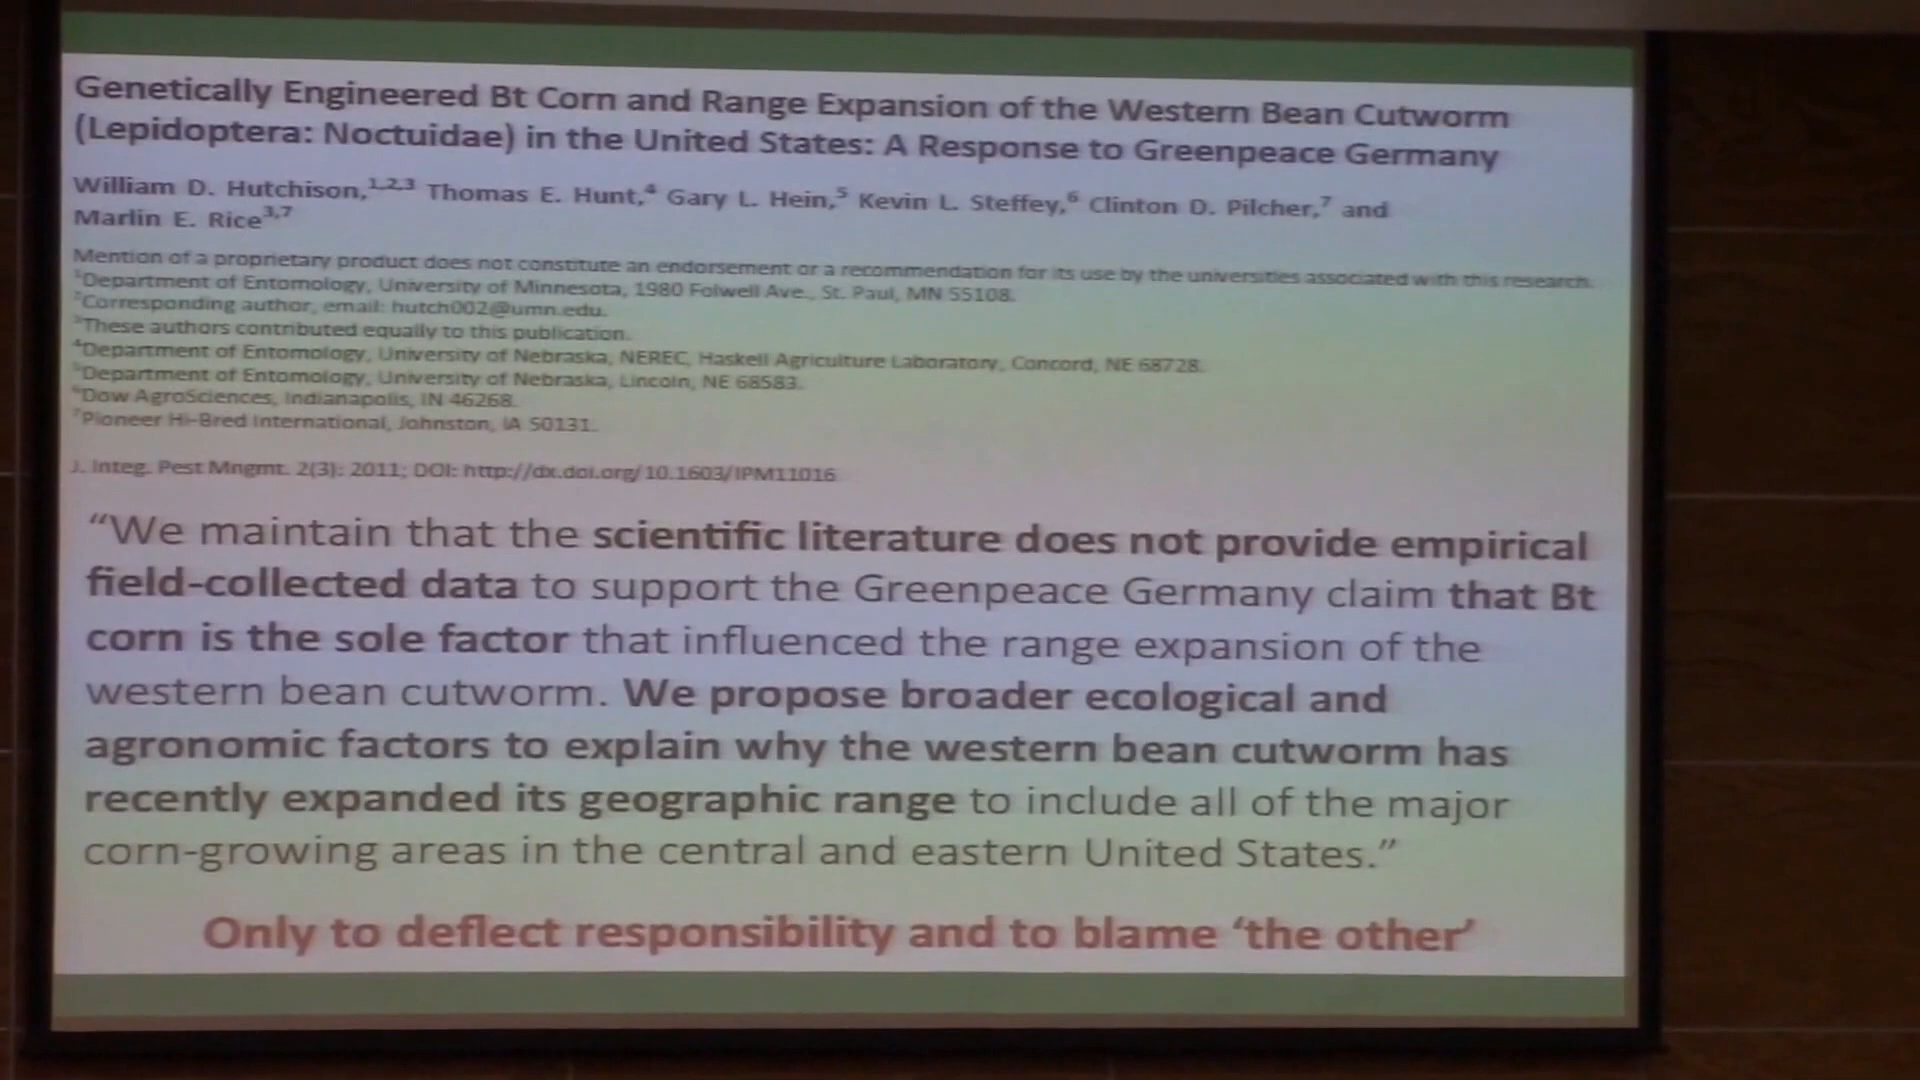 Genetically Engineered Bt Corn and Range Expansion of the Western Bean Cutworm
(Lepidoptera: Noctuidae) in the United States: A Response to Greenpeace Germany
William D. Hutchison,1,2,3 Thomas E. Hunt,4 Gary L. Hein,5 Kevin L. Steffey,6 Clinton D. Pilcher,7 and
Marlin E. Rice3,7
Mention of a proprietary product does not constitute an endorsement or a recommendation for its use by the universities associated with this research.
1Department of Entomology, University of Minnesota, 1980 Folwell Ave., St. Paul, MN 55108.
2Corresponding author, email: hutch002@umn.edu.
3These authors contributed equally to this publication.
4Department of Entomology, University of Nebraska, NEREC, Haskell Agriculture Laboratory, Concord, NE 68728.
5Department of Entomology, University of Nebraska, Lincoln, NE 68583.
6Dow AgroSciences, Indianapolis, IN 46268.
7Pioneer Hi-Bred International, Johnston, IA 50131.
J. Integ. Pest Mngmt. 2(3): 2011; DOI: http://dx.doi.org/10.1603/IPM11016
“We maintain that the scientific literature does not provide empirical
field-collected data to support the Greenpeace Germany claim that Bt
corn is the sole factor that influenced the range expansion of the
western bean cutworm. We propose broader ecological and
agronomic factors to explain why the western bean cutworm has
recently expanded its geographic range to include all of the major
corn-growing areas in the central and eastern United States.”
Only to deflect responsibility and to blame ‘the other’